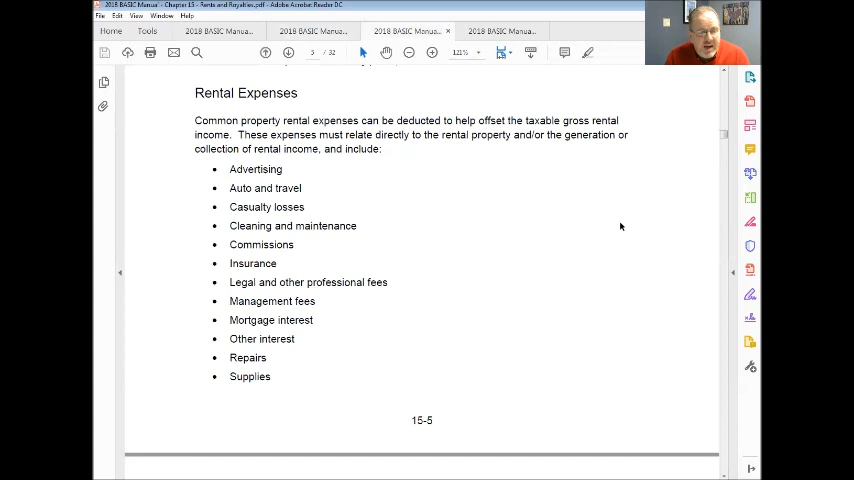 2018 BASIC Manual - Chapter 15 - Rents and Royalties.pdf - Adobe Acrobat Reader DC
File Edit View Window Help
Home Tools 2018 BASIC Manua... 2018 BASIC Manua... 2018 BASIC Manua... × 2018 BASIC Manua...
5 / 32 121%
Rental Expenses
Common property rental expenses can be deducted to help offset the taxable gross rental
income. These expenses must relate directly to the rental property and/or the generation or
collection of rental income, and include:
• Advertising
• Auto and travel
• Casualty losses
• Cleaning and maintenance
• Commissions
• Insurance
• Legal and other professional fees
• Management fees
• Mortgage interest
• Other interest
• Repairs
• Supplies
15-5